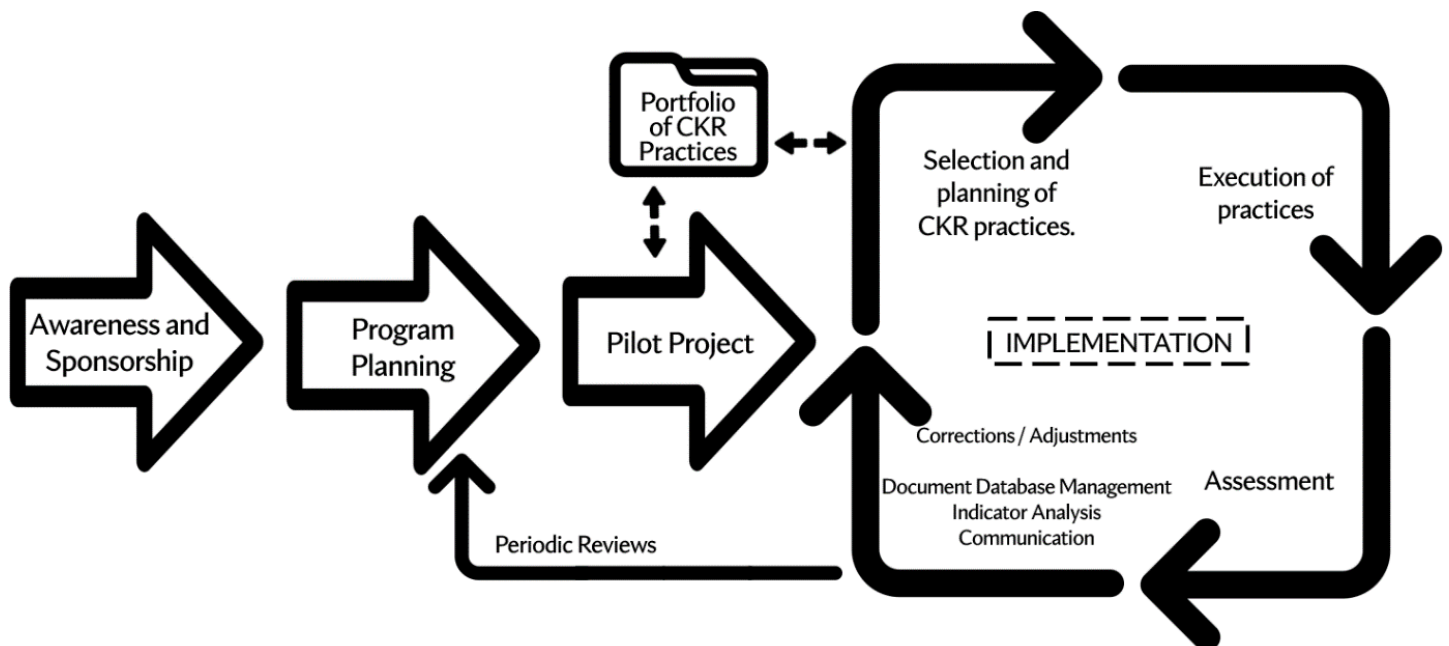 Portfolio
of CKR
Practices
Awareness and
Sponsorship
Program
Planning
Pilot Project
Selection and
planning of
CKR practices.
Execution of
practices
IMPLEMENTATION
Assessment
Corrections / Adjustments
Document Database Management
Indicator Analysis
Communication
Periodic Reviews